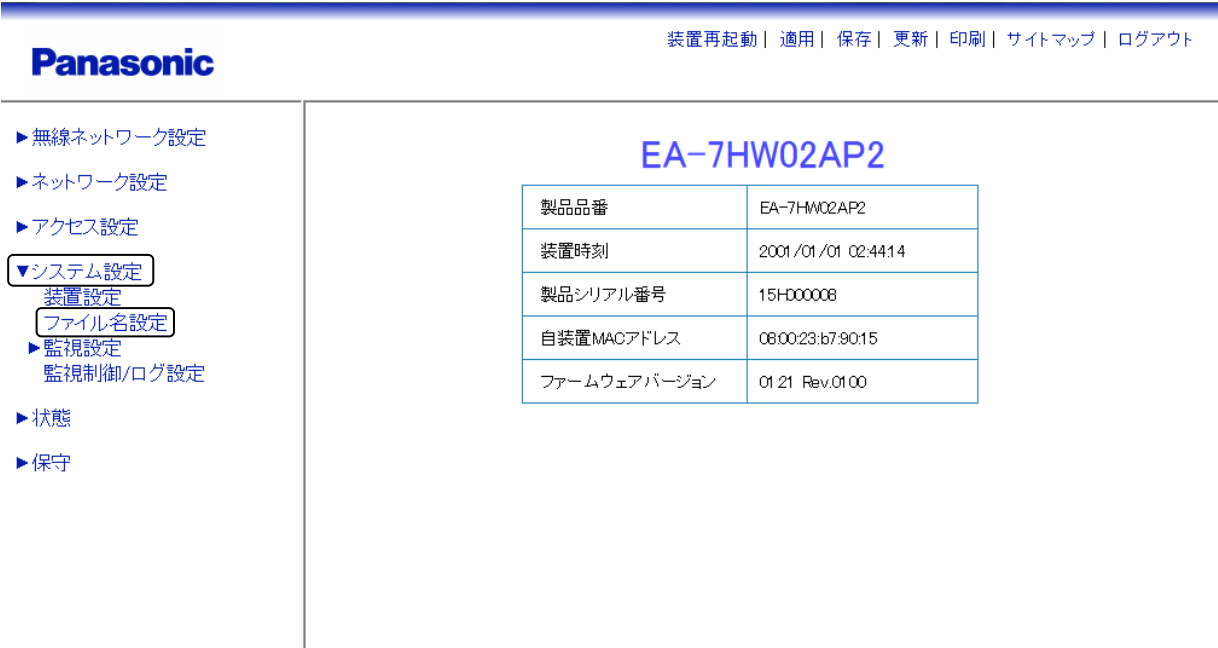 装置再起動| 適用| 保存| 更新| 印刷| サイトマップ| ログアウト
Panasonic
▶無線ネットワーク設定
▶ネットワーク設定
▶アクセス設定
▼システム設定
装置設定
ファイル名設定
▶監視設定
監視制御/ログ設定
▶状態
▶保守
EA-7HW02AP2
製品品番 EA-7HW02AP2
装置時刻 2001/01/01 02:44:14
製品シリアル番号 15H000008
自装置MACアドレス 08:00:23:b7:90:15
ファームウェアバージョン 01.21 Rev.01.00